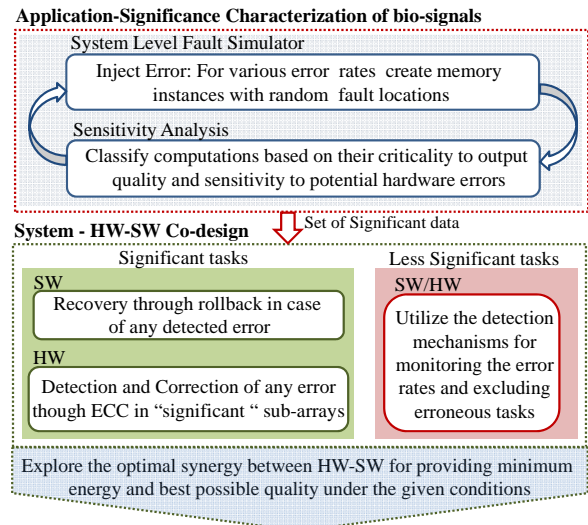 Application-Significance Characterization of bio-signals
System Level Fault Simulator
Inject Error: For various error rates create memory
instances with random fault locations
Sensitivity Analysis
Classify computations based on their criticality to output
quality and sensitivity to potential hardware errors
Set of Significant data
System - HW-SW Co-design
Significant tasks
SW
Recovery through rollback in case
of any detected error
HW
Detection and Correction of any error
though ECC in “significant “ sub-arrays
Less Significant tasks
SW/HW
Utilize the detection
mechanisms for
monitoring the error
rates and excluding
erroneous tasks
Explore the optimal synergy between HW-SW for providing minimum
energy and best possible quality under the given conditions